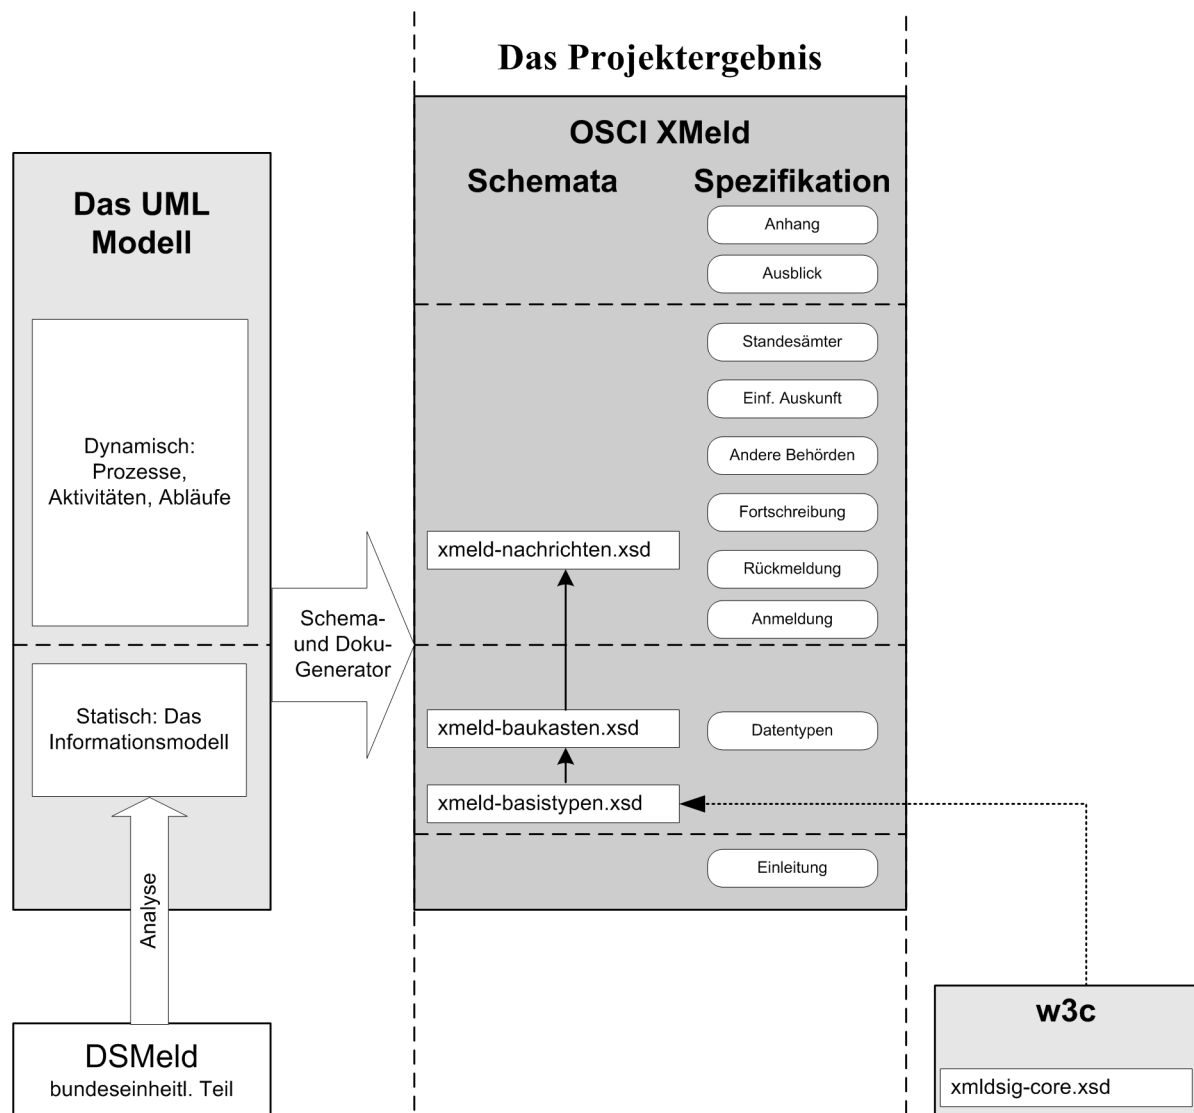 Das Projektergebnis
OSCI XMeld
Schemata
Spezifikation
Das UML
Modell
Dynamisch:
Prozesse,
Aktivitäten, Abläufe
Statisch: Das
Informationsmodell
Analyse
DSMeld
bundeseinheitl. Teil
Schema-
und Doku-
Generator
xmeld-nachrichten.xsd
xmeld-baukasten.xsd
xmeld-basistypen.xsd
Anhang
Ausblick
Standesämter
Einf. Auskunft
Andere Behörden
Fortschreibung
Rückmeldung
Anmeldung
Datentypen
Einleitung
w3c
xmldsig-core.xsd